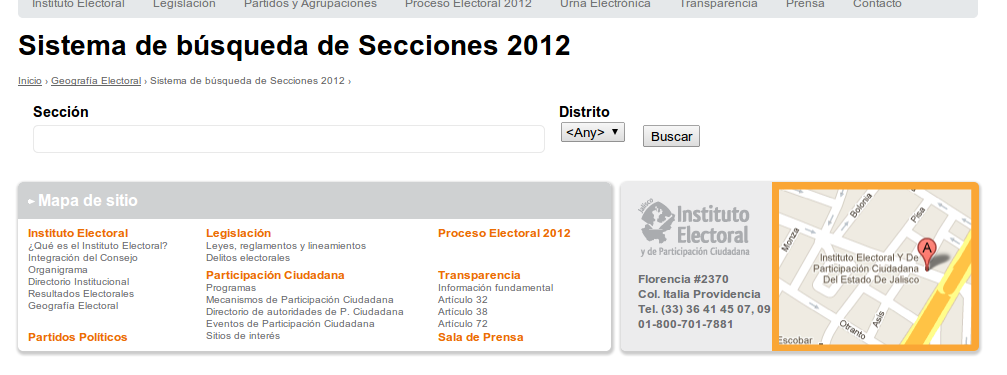 Instituto Electoral Legislación Partidos y Agrupaciones Proceso Electoral 2012 Urna Electrónica Transparencia Prensa Contacto
Sistema de búsqueda de Secciones 2012
Inicio › Geografía Electoral › Sistema de búsqueda de Secciones 2012 ›
Sección Distrito
<Any> Buscar
Mapa de sitio
Instituto Electoral
¿Qué es el Instituto Electoral?
Integración del Consejo
Organigrama
Directorio Institucional
Resultados Electorales
Geografía Electoral
Partidos Políticos
Legislación
Leyes, reglamentos y lineamientos
Delitos electorales
Participación Ciudadana
Programas
Mecanismos de Participación Ciudadana
Directorio de autoridades de P. Ciudadana
Eventos de Participación Ciudadana
Sitios de interés
Proceso Electoral 2012
Transparencia
Información fundamental
Artículo 32
Artículo 38
Artículo 72
Sala de Prensa
Jalisco
Instituto
Electoral
y de Participación Ciudadana
Florencia #2370
Col. Italia Providencia
Tel. (33) 36 41 45 07, 09
01-800-701-7881
Bolonia
Pisa
Monza
A
Instituto Electoral Y De
Participación Ciudadana
Del Estado De Jalisco
Asis
Otranto
Escobar